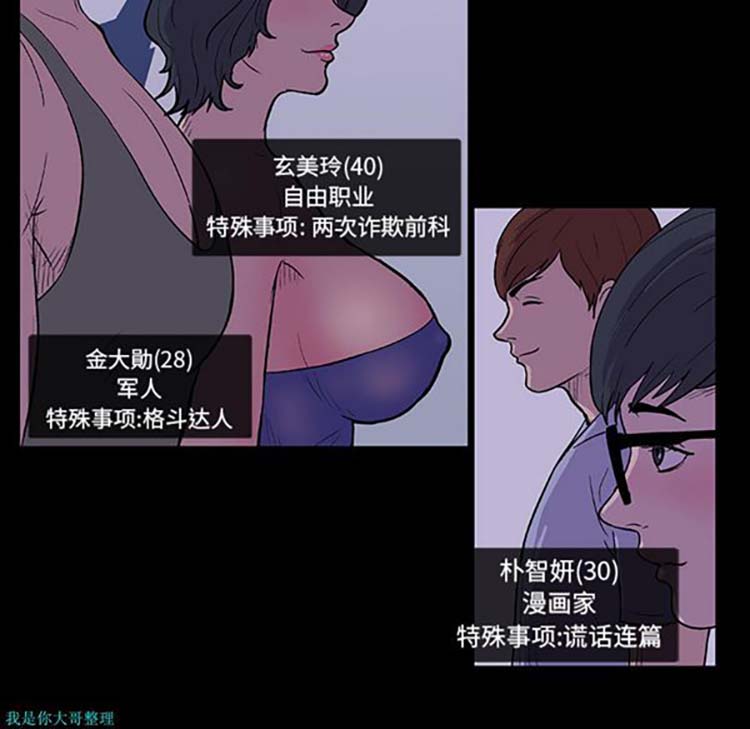 玄美玲(40)
自由职业
特殊事项: 两次诈欺前科
金大勛(28)
军人
特殊事项:格斗达人
朴智妍(30)
漫画家
特殊事项:谎话连篇
我是你大哥整理